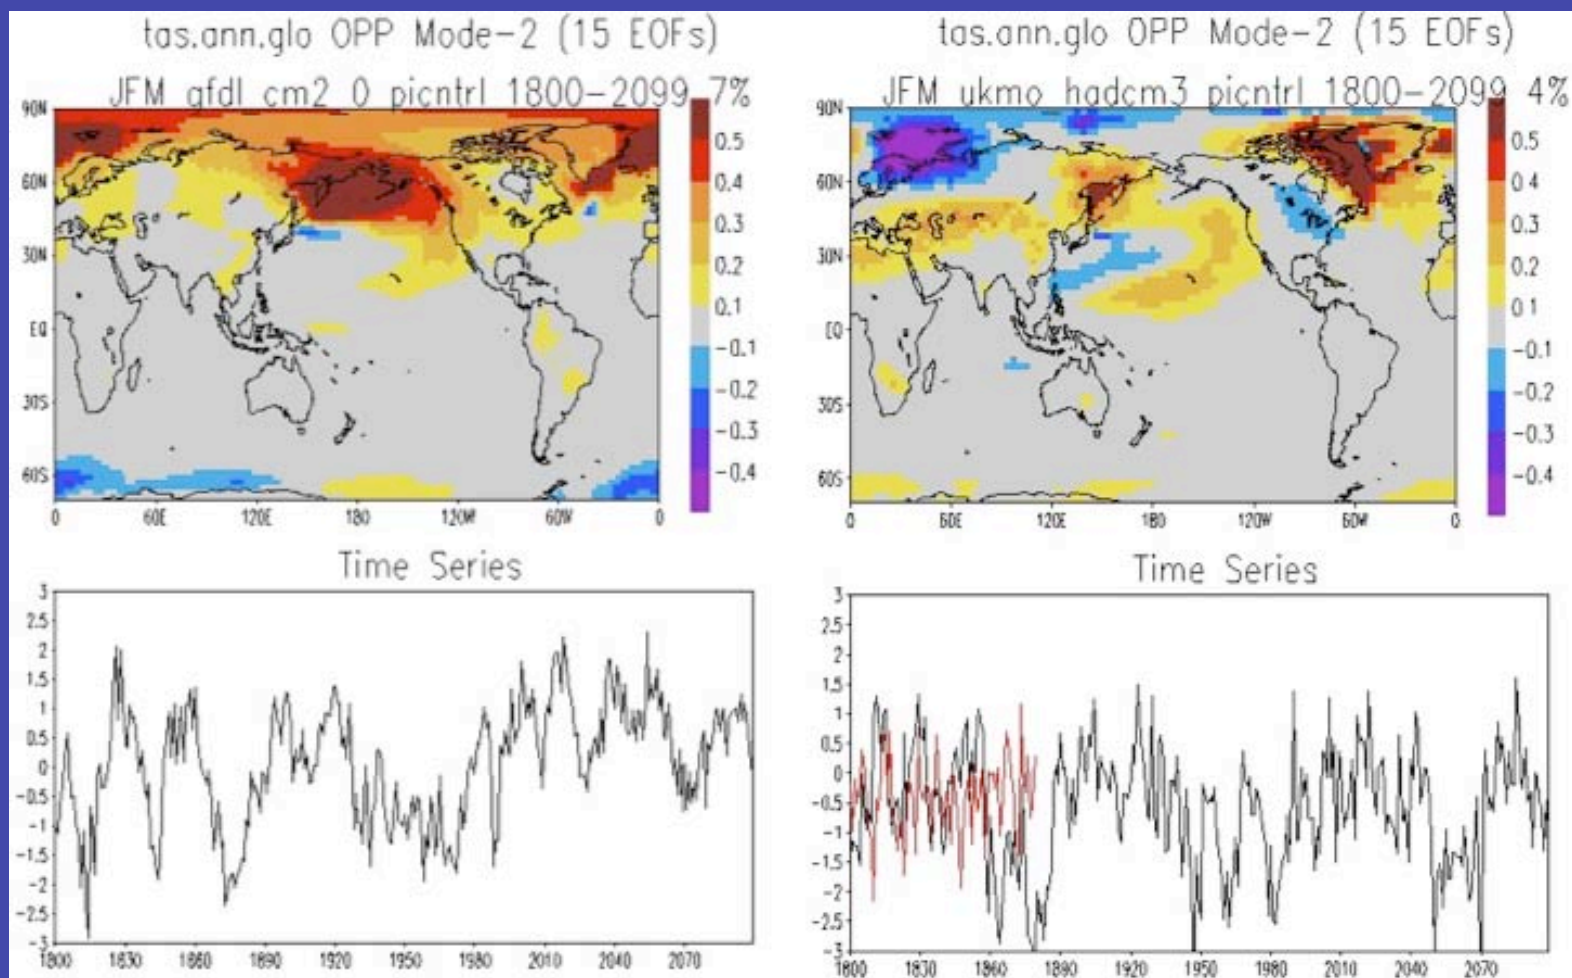 tas.ann.glo OPP Mode-2 (15 EOFs)
JFM gfdl cm2 0 picntrl 1800-2099 7%
90N
60N
30N
EQ
30S
60S
0 60E 120E 180 120W 60W 0
0.5
0.4
0.3
0.2
0.1
-0.1
-0.2
-0.3
-0.4
tas.ann.glo OPP Mode-2 (15 EOFs)
JFM ukmo hadcm3 picntrl 1800-2099 4%
90N
60N
30N
EQ
30S
60S
0 60E 120E 180 120W 60W 0
0.5
0.4
0.3
0.2
0.1
-0.1
-0.2
-0.3
-0.4
Time Series
3
2.5
2
1.5
1
0.5
0
-0.5
-1
-1.5
-2
-2.5
-3
1800 1830 1860 1890 1920 1950 1980 2010 2040 2070
Time Series
3
2.5
2
1.5
1
0.5
0
-0.5
-1
-1.5
-2
-2.5
-3
1800 1830 1860 1890 1920 1950 1980 2010 2040 2070